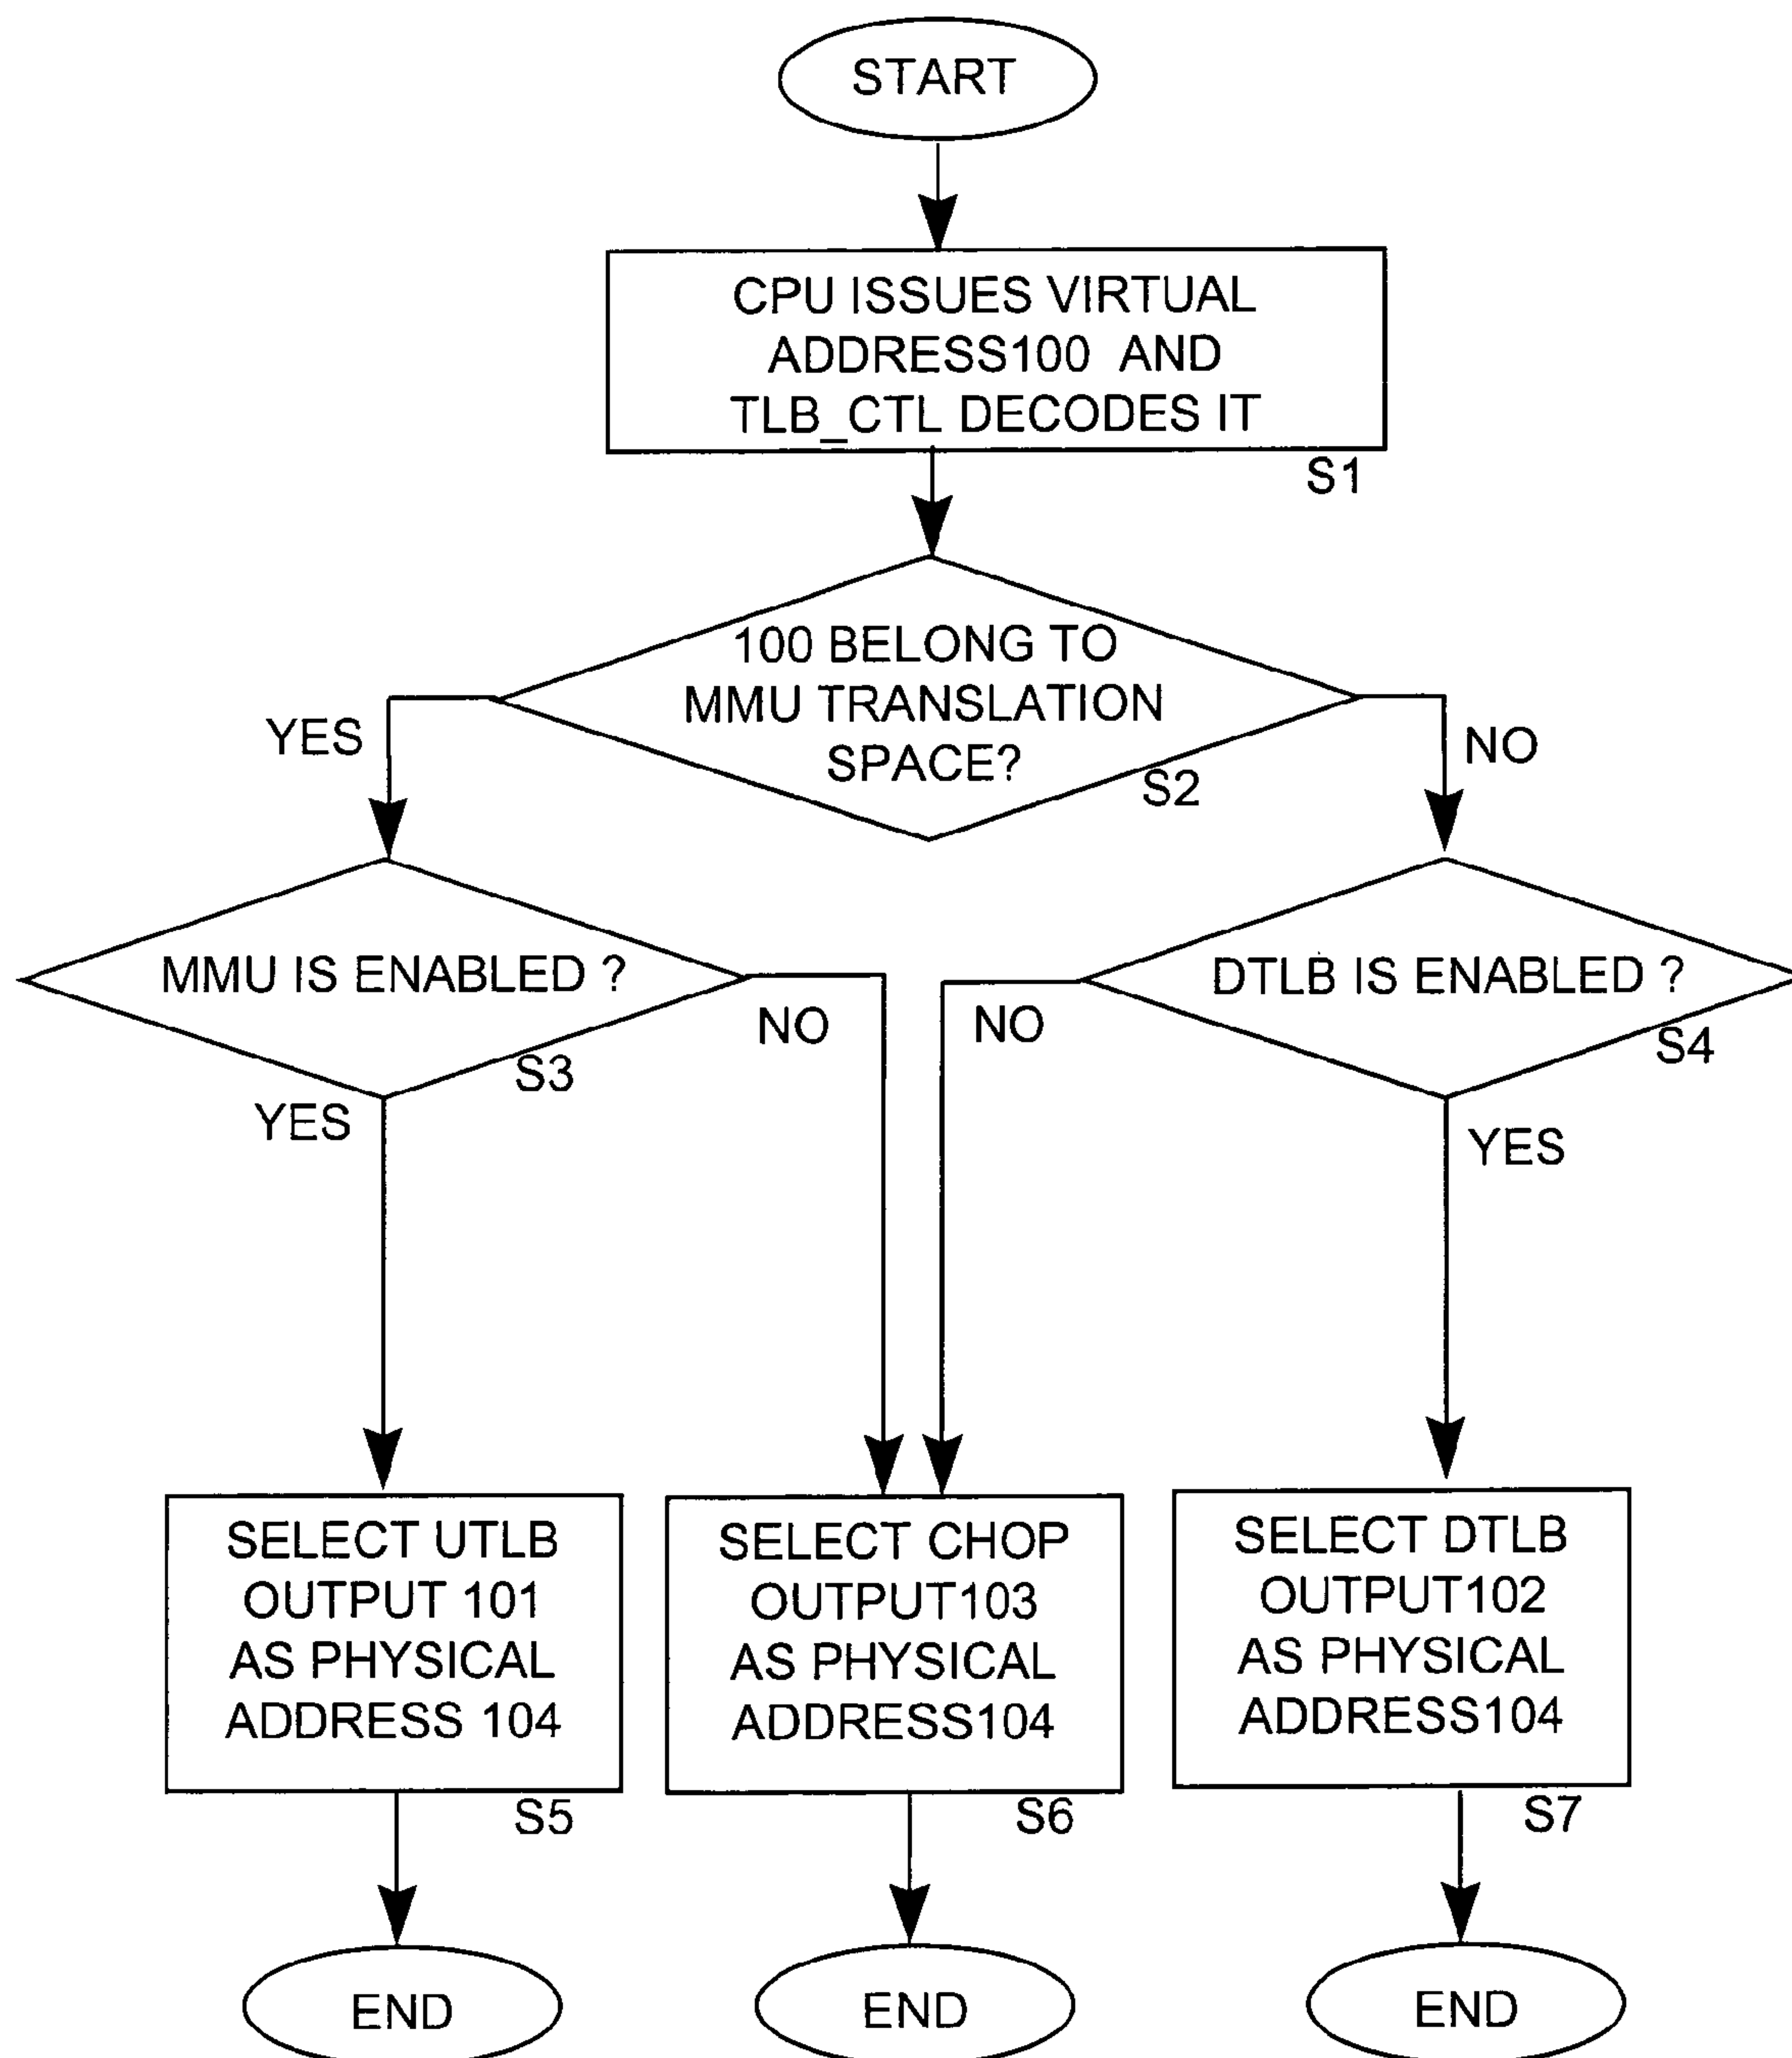 START
CPU ISSUES VIRTUAL
ADDRESS100 AND
TLB_CTL DECODES IT
S1
100 BELONG TO
MMU TRANSLATION
SPACE?
S2
YES
NO
MMU IS ENABLED ?
S3
NO
YES
DTLB IS ENABLED ?
S4
NO
YES
SELECT UTLB
OUTPUT 101
AS PHYSICAL
ADDRESS 104
S5
SELECT CHOP
OUTPUT103
AS PHYSICAL
ADDRESS104
S6
SELECT DTLB
OUTPUT102
AS PHYSICAL
ADDRESS104
S7
END
END
END